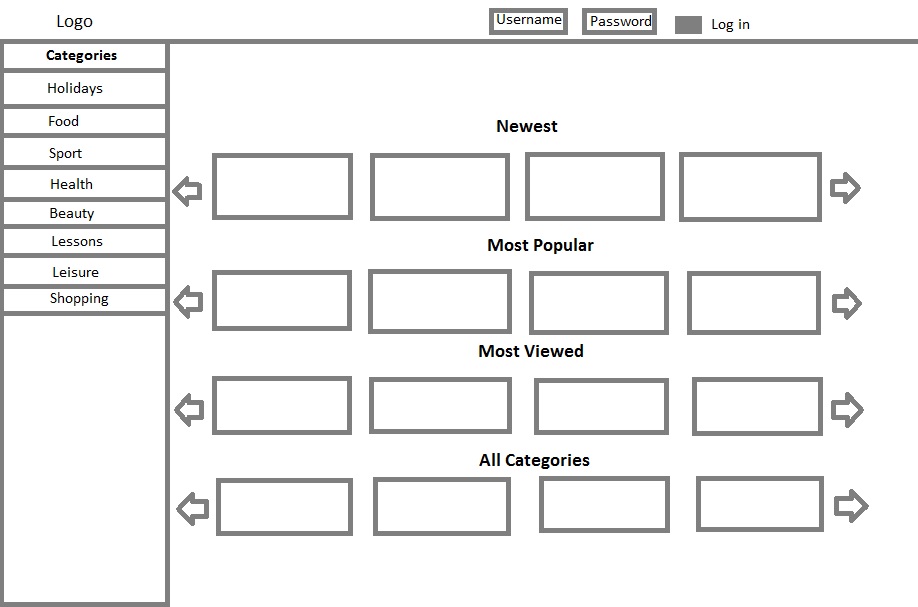 Logo
Username
Password
Log in
Categories
Holidays
Food
Sport
Health
Beauty
Lessons
Leisure
Shopping
Newest
Most Popular
Most Viewed
All Categories